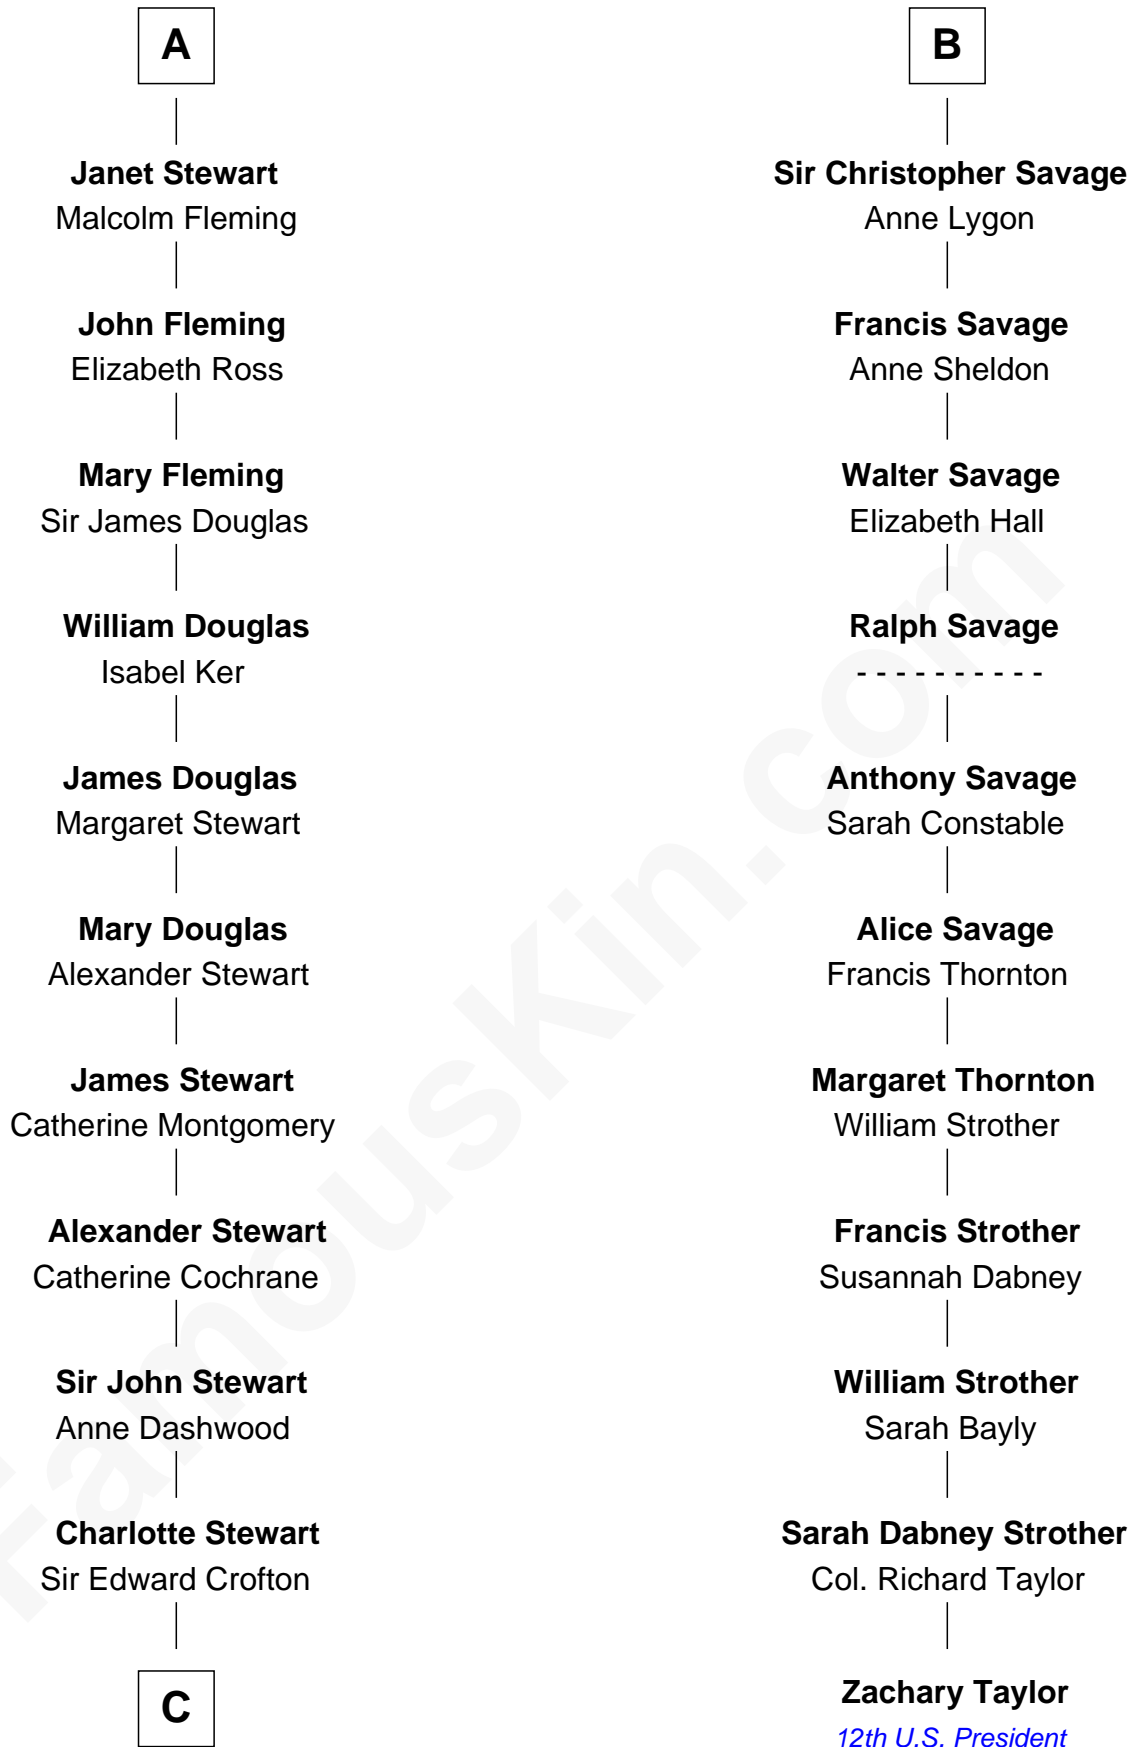 A
Janet Stewart
Malcolm Fleming
John Fleming
Elizabeth Ross
Mary Fleming
Sir James Douglas
William Douglas
Isabel Ker
James Douglas
Margaret Stewart
Mary Douglas
Alexander Stewart
James Stewart
Catherine Montgomery
Alexander Stewart
Catherine Cochrane
Sir John Stewart
Anne Dashwood
Charlotte Stewart
Sir Edward Crofton
C
B
Sir Christopher Savage
Anne Lygon
Francis Savage
Anne Sheldon
Walter Savage
Elizabeth Hall
Ralph Savage
- - - - - - - - - -
Anthony Savage
Sarah Constable
Alice Savage
Francis Thornton
Margaret Thornton
William Strother
Francis Strother
Susannah Dabney
William Strother
Sarah Bayly
Sarah Dabney Strother
Col. Richard Taylor
Zachary Taylor
12th U.S. President
FamousKin.com